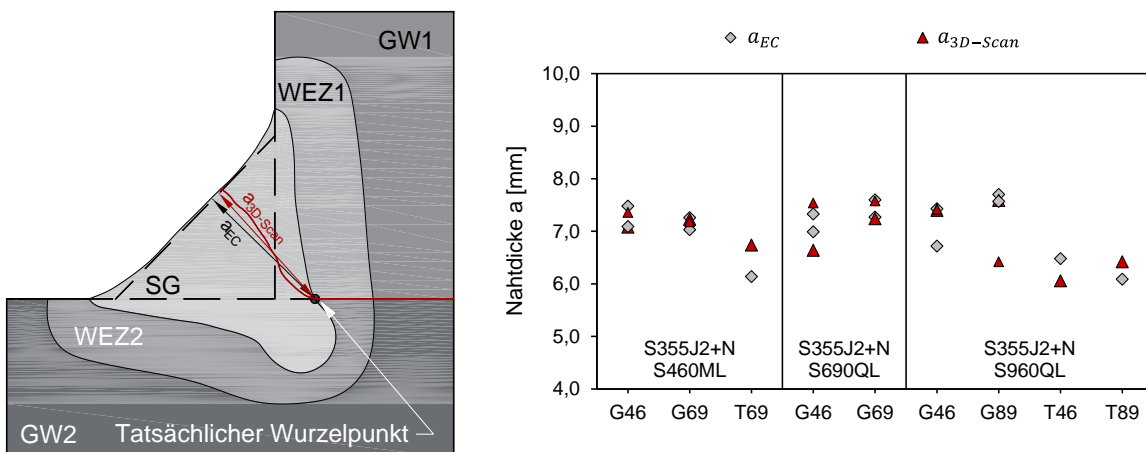 GW1
WEZ1
a3D-Scan
aEC
SG
WEZ2
GW2
Tatsächlicher Wurzelpunkt
aEC
a3D-Scan
Nahtdicke a [mm]
10,0
9,0
8,0
7,0
6,0
5,0
4,0
S355J2+N
S460ML
S355J2+N
S690QL
S355J2+N
S960QL
G46 G69 T69 G46 G69 G46 G89 T46 T89